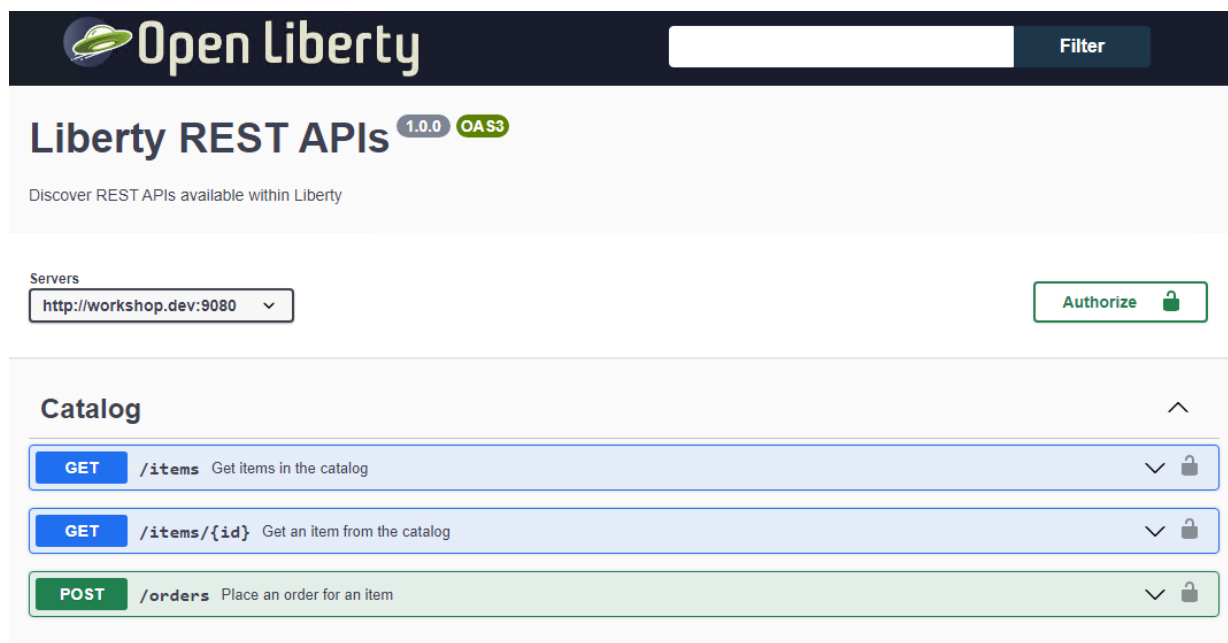 Open Liberty
Filter
Liberty REST APIs 1.0.0 OAS3
Discover REST APIs available within Liberty
Servers
http://workshop.dev:9080
Authorize
Catalog
GET /items Get items in the catalog
GET /items/{id} Get an item from the catalog
POST /orders Place an order for an item